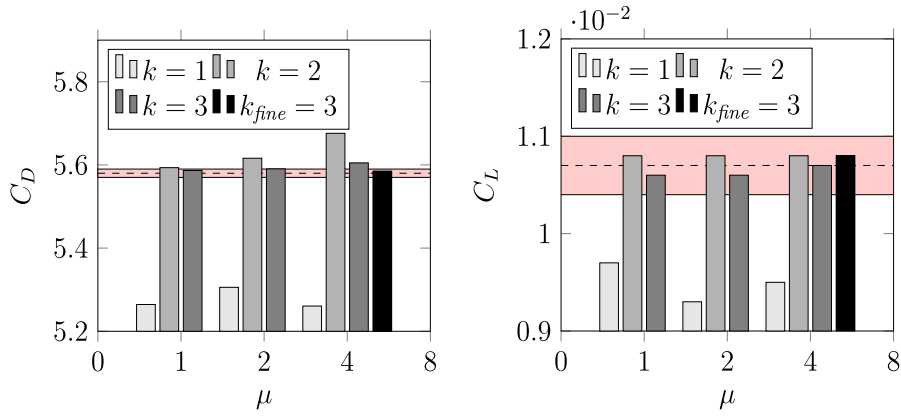 ·10⁻²
5.8
5.6
5.4
5.2
C_D
k = 1 k = 2
k = 3 k_fine = 3
0 1 2 4 8
μ
1.2
1.1
1
0.9
C_L
k = 1 k = 2
k = 3 k_fine = 3
0 1 2 4 8
μ